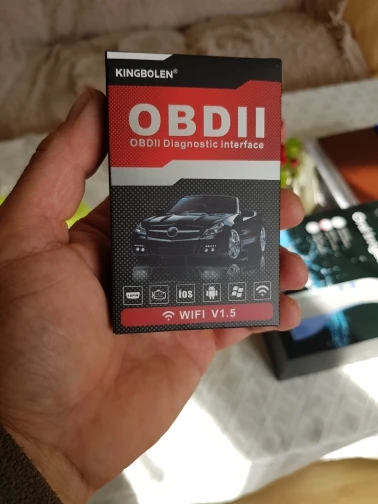 KINGBOLEN®
OBDII
OBDII Diagnostic interface
ios
WIFI V1.5